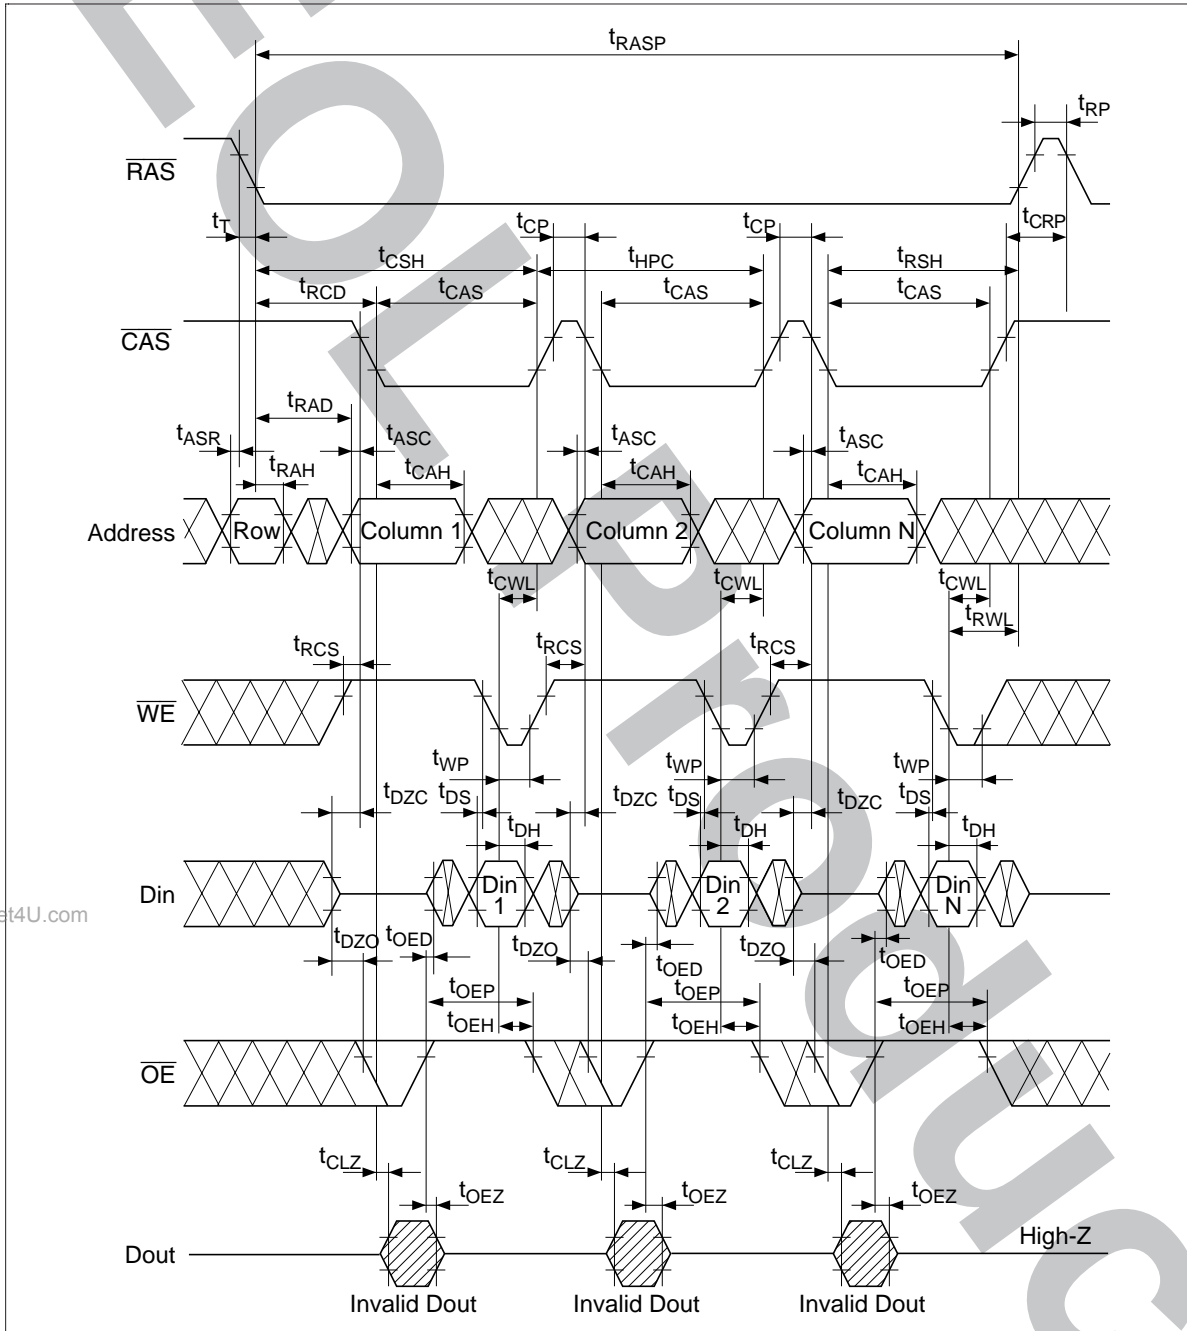 EOL Product
tRASP
tRP
RAS
tT
tCP
tCP
tCRP
tCSH
tHPC
tRSH
tRCD
tCAS
tCAS
tCAS
CAS
tRAD
tASR
tASC
tASC
tASC
tRAH
tCAH
tCAH
tCAH
Address
Row
Column 1
Column 2
Column N
tCWL
tCWL
tCWL
tRWL
tRCS
tRCS
tRCS
WE
tWP
tWP
tWP
tDZC
tDS
tDZC
tDS
tDZC
tDS
tDH
tDH
tDH
Din
Din 1
Din 2
Din N
et4U.com
tDZO
tOED
tDZO
tOED
tDZO
tOED
tOEP
tOEP
tOEP
tOEH
tOEH
tOEH
OE
tCLZ
tCLZ
tCLZ
tOEZ
tOEZ
tOEZ
Dout
High-Z
Invalid Dout
Invalid Dout
Invalid Dout